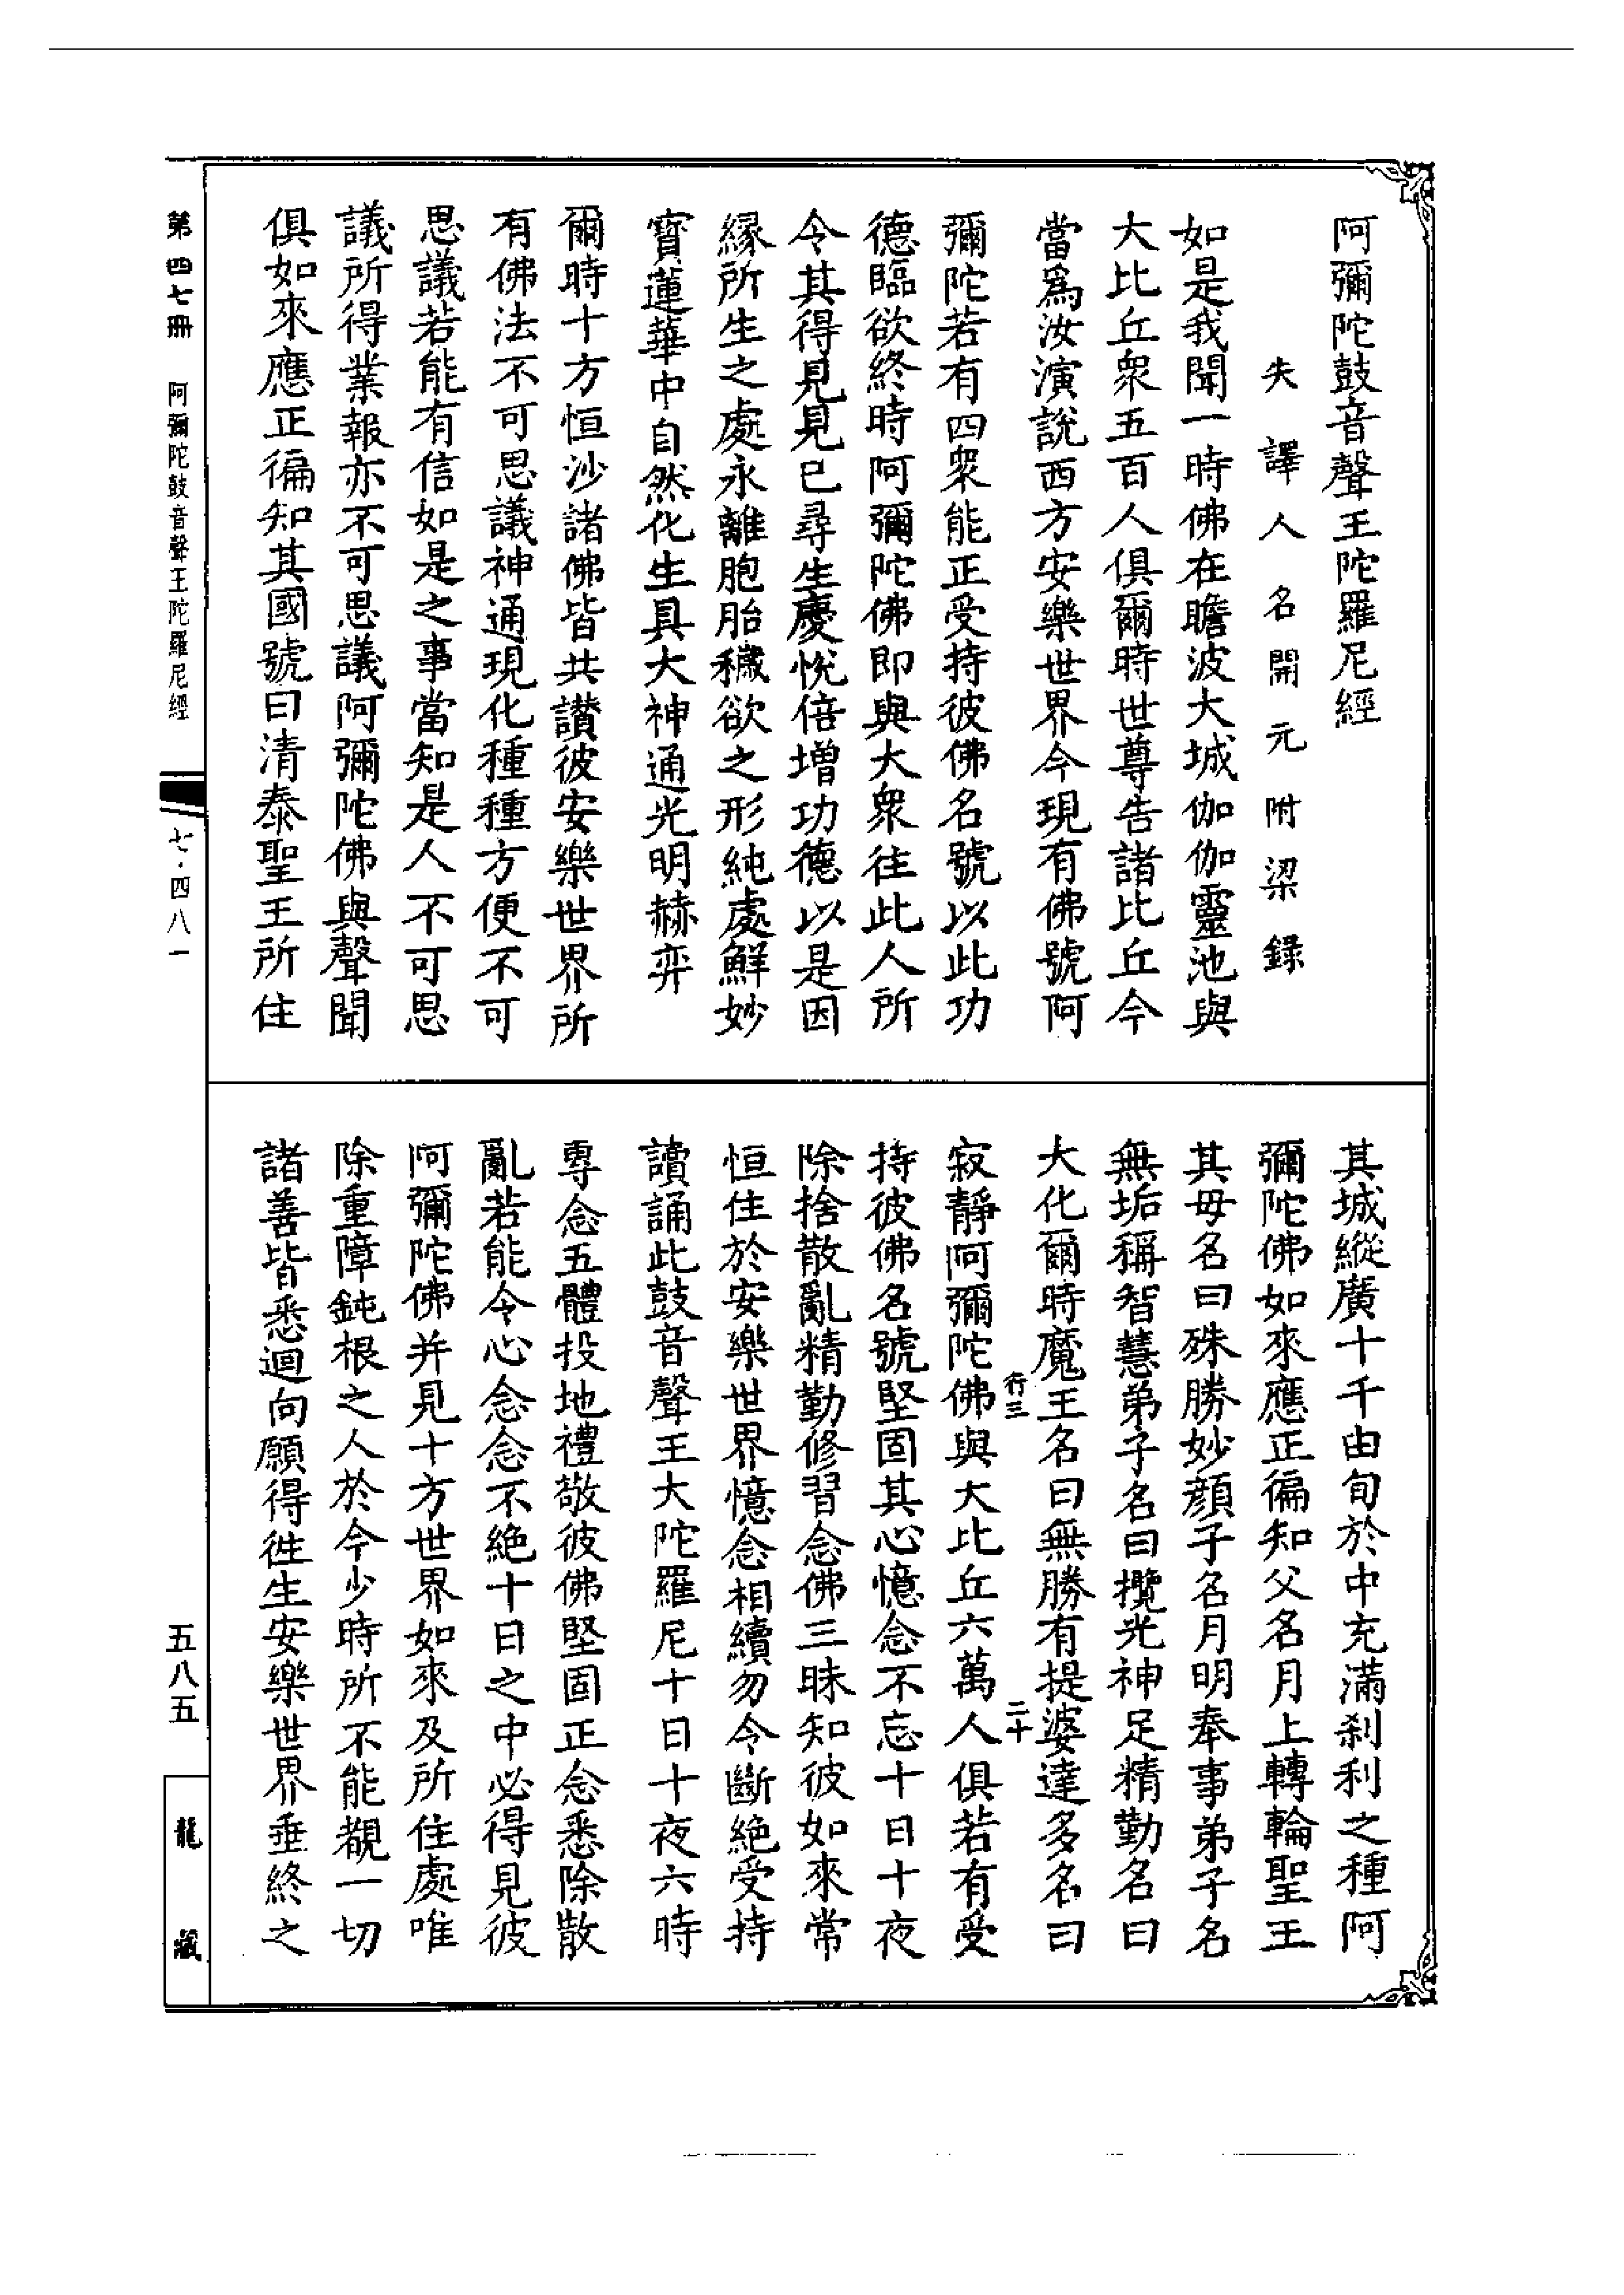 阿彌陀鼓音聲王陀羅尼經
失譯人名開元附梁錄
如是我聞一時佛在瞻波大城伽伽靈池與
大比丘衆五百人俱爾時世尊告諸比丘今
當爲汝演説西方安樂世界今現有佛號阿
彌陀若有四衆能正受持彼佛名號以此功
德臨欲終時阿彌陀佛即與大衆往此人所
令其得見見已尋生慶悅倍增功德以是因
緣所生之處永離胞胎穢欲之形純處鮮妙
寶蓮華中自然化生具大神通光明赫弈
爾時十方恒沙諸佛皆共讃彼安樂世界所
有佛法不可思議神通現化種種方便不可
思議若能有信如是之事當知是人不可思
議所得業報亦不可思議阿彌陀佛與聲聞
俱如來應正徧知其國號曰清泰聖王所住
其城縱廣十千由旬於中充滿剎利之種阿
彌陀佛如來應正徧知父名月上轉輪聖王
其母名曰殊勝妙顔子名月明奉事弟子名
無垢稱智慧弟子名曰攬光神足精勤名曰
大化爾時魔王名曰無勝有提婆達多名曰
行三
二十
寂靜阿彌陀佛與大比丘六萬人俱若有受
持彼佛名號堅固其心憶念不忘十日十夜
除捨散亂精勤修習念佛三昧知彼如來常
恒住於安樂世界憶念相續勿令斷絶受持
讀誦此鼓音聲王大陀羅尼十日十夜六時
專念五體投地禮敬彼佛堅固正念悉除散
亂若能令心念念不絶十日之中必得見彼
阿彌陀佛并見十方世界如來及所住處唯
除重障鈍根之人於今少時所不能覩一切
諸善皆悉迴向願得往生安樂世界垂終之
第四七冊
阿彌陀鼓音聲王陀羅尼經
七·四八一
五八五
龍藏